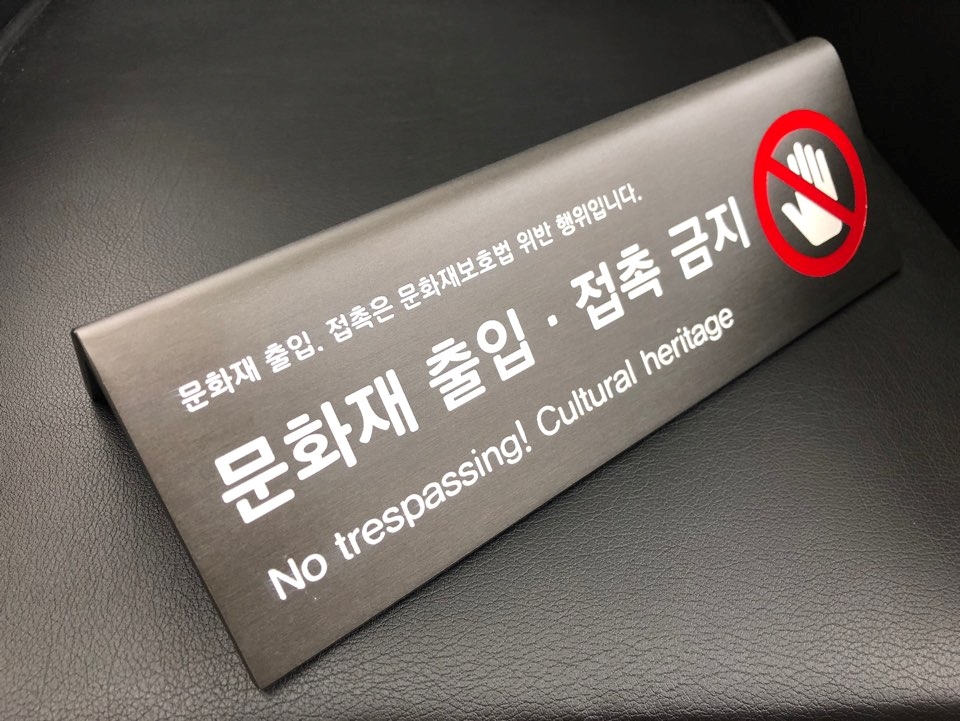 문화재 출입. 접촉은 문화재보호법 위반 행위입니다.
문화재 출입 · 접촉 금지
No trespassing! Cultural heritage